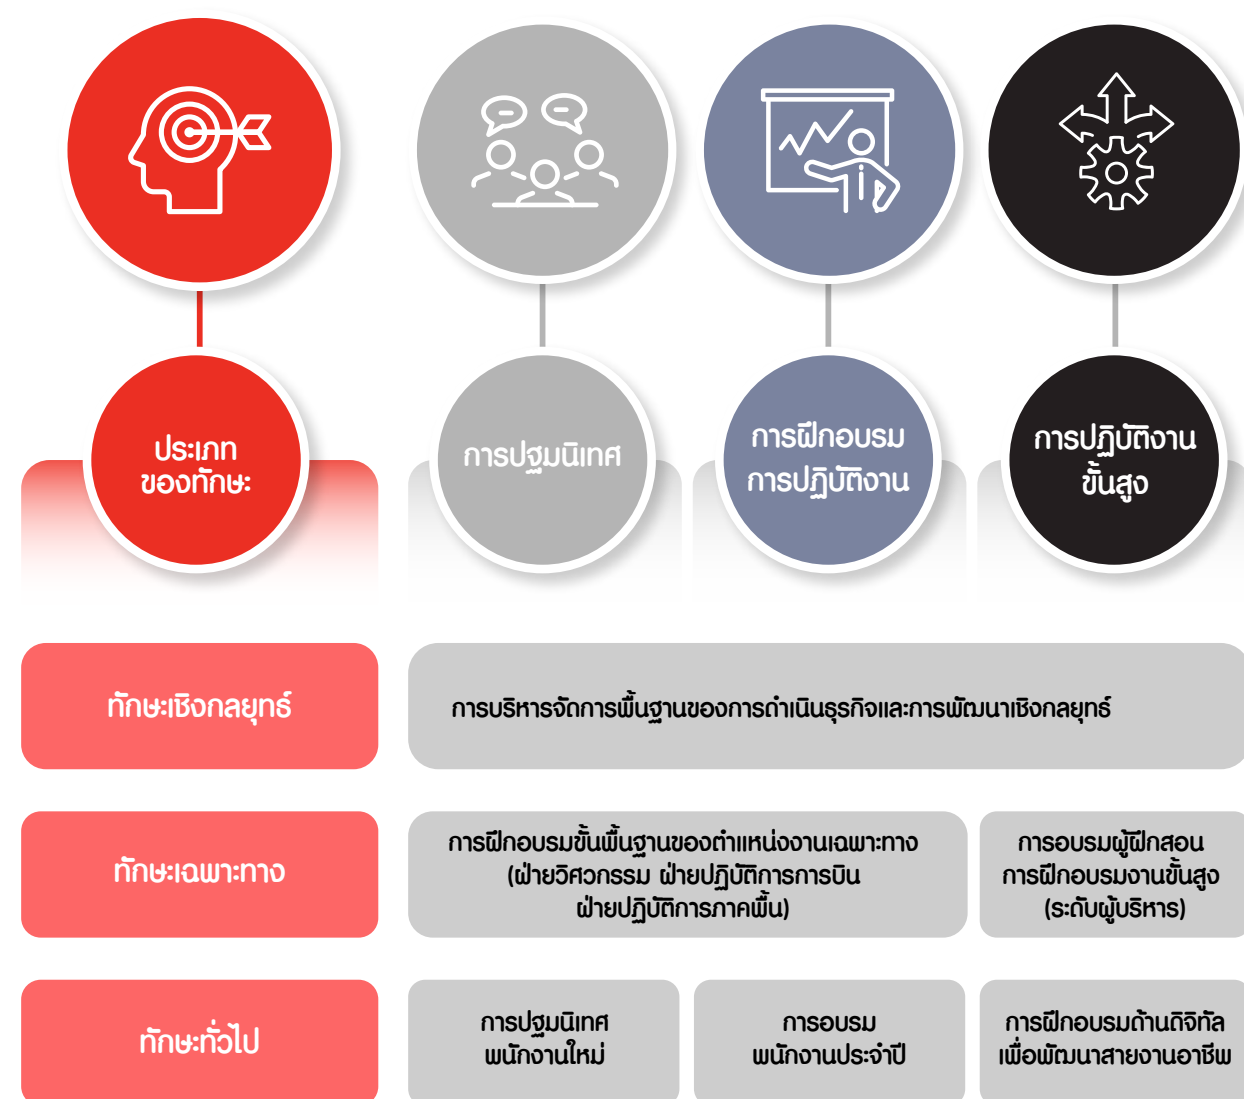 ประเภท
ของทักษะ
การปฐมนิเทศ
การฝึกอบรม
การปฏิบัติงาน
การปฏิบัติงาน
ขั้นสูง
ทักษะเชิงกลยุทธ์
การบริหารจัดการพื้นฐานของการดำเนินธุรกิจและการพัฒนาเชิงกลยุทธ์
ทักษะเฉพาะทาง
การฝึกอบรมขั้นพื้นฐานของตำแหน่งงานเฉพาะทาง
(ฝ่ายวิศวกรรม ฝ่ายปฏิบัติการการบิน
ฝ่ายปฏิบัติการภาคพื้น)
การอบรมผู้ฝึกสอน
การฝึกอบรมงานขั้นสูง
(ระดับผู้บริหาร)
ทักษะทั่วไป
การปฐมนิเทศ
พนักงานใหม่
การอบรม
พนักงานประจำปี
การฝึกอบรมด้านดิจิทัล
เพื่อพัฒนาสายงานอาชีพ